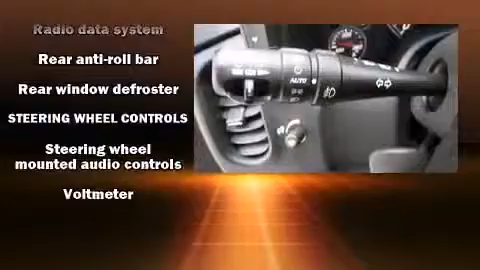 Radio data system
Rear anti-roll bar
Rear window defroster
STEERING WHEEL CONTROLS
Steering wheel
mounted audio controls
Voltmeter
AUTO